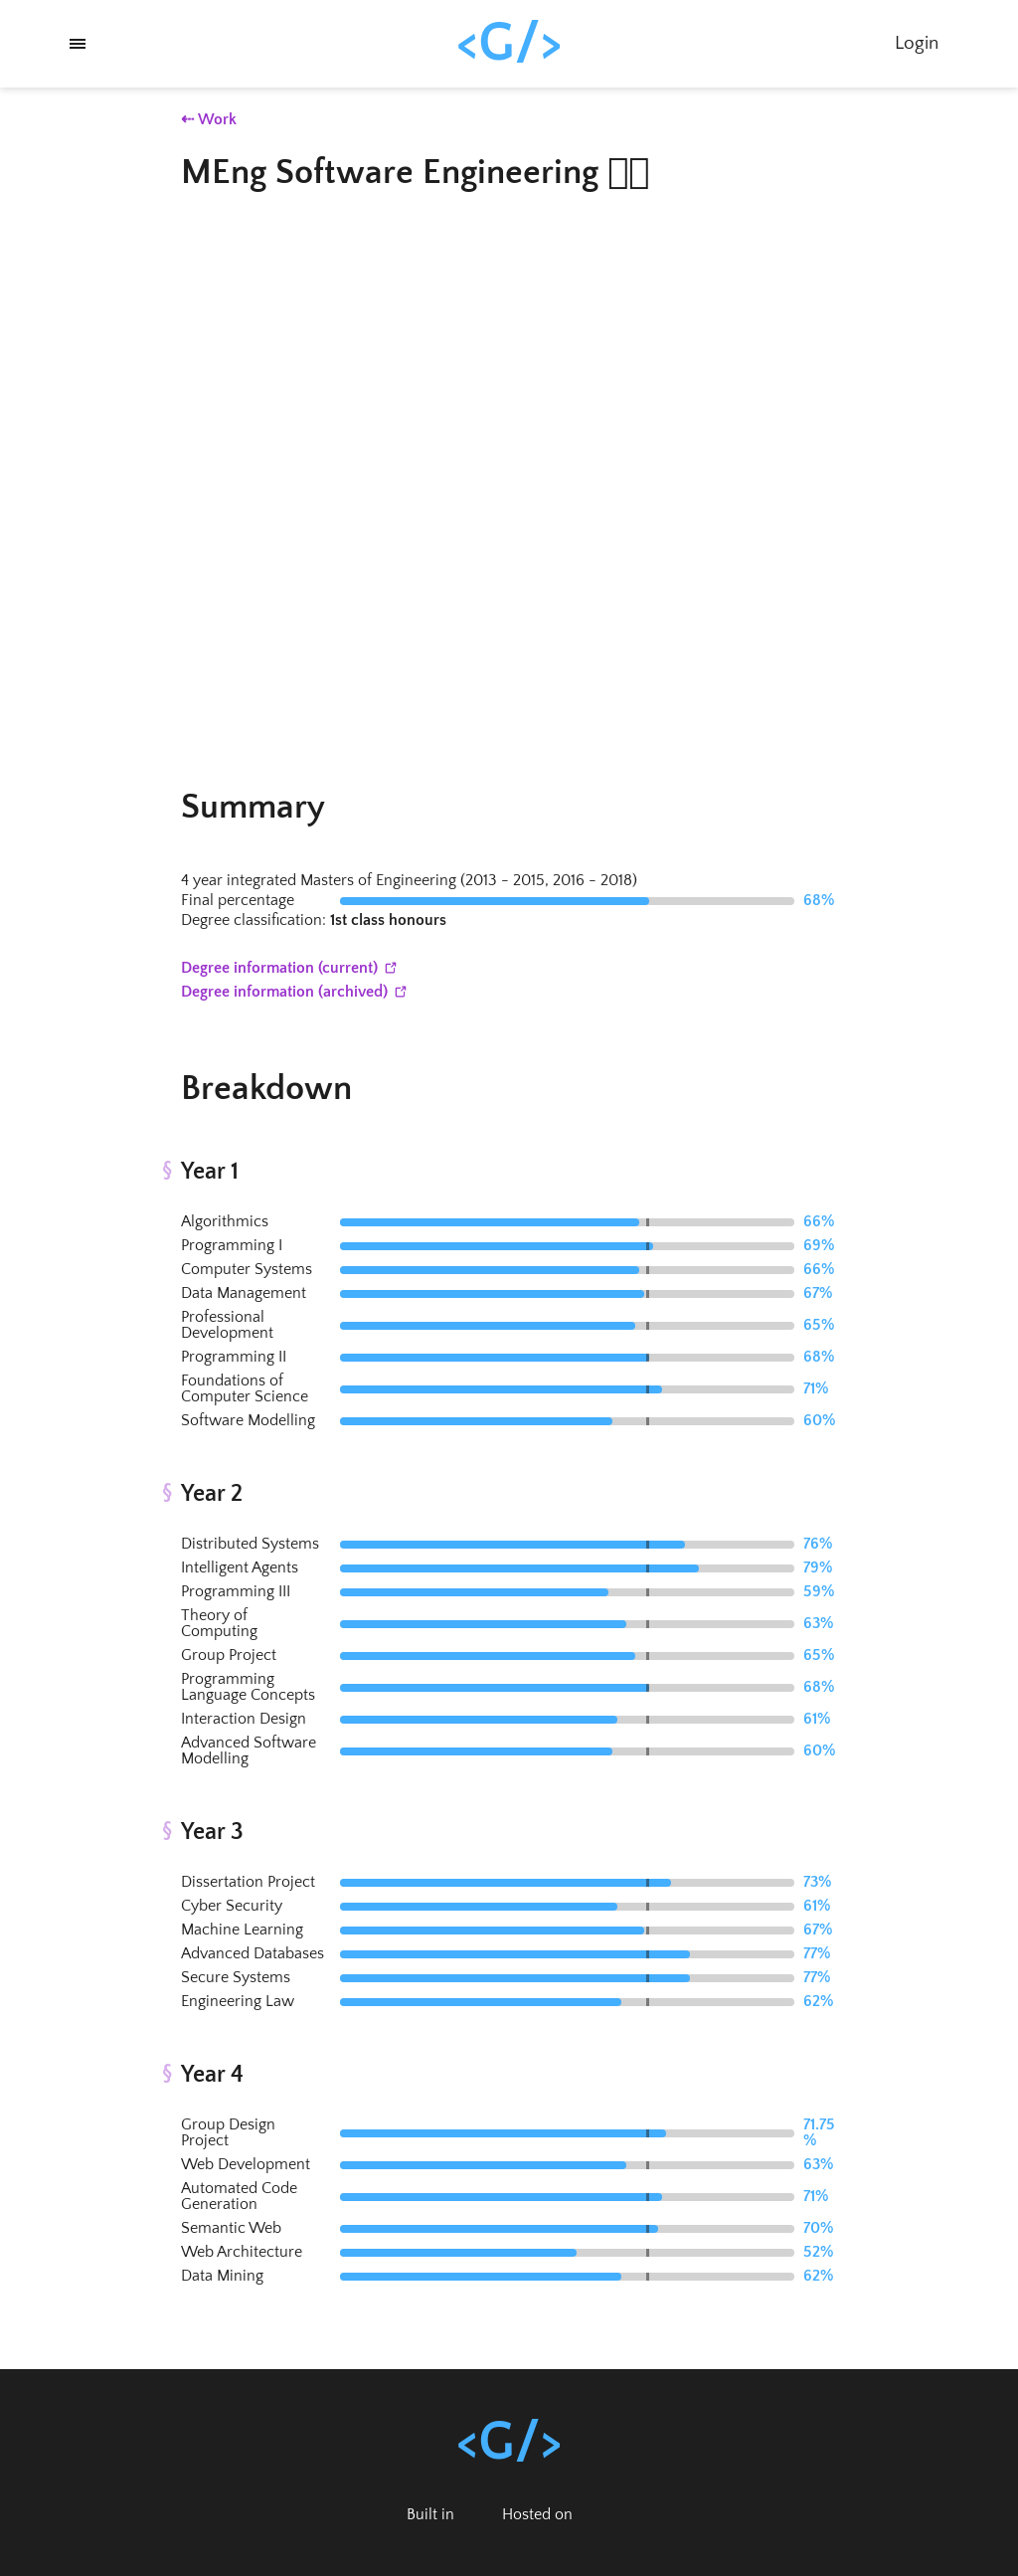 <G/>
Login
⇠ Work
MEng Software Engineering
Summary
4 year integrated Masters of Engineering (2013 - 2015, 2016 - 2018)
Final percentage 68%
Degree classification: 1st class honours
Degree information (current)
Degree information (archived)
Breakdown
§ Year 1
Algorithmics 66%
Programming I 69%
Computer Systems 66%
Data Management 67%
Professional
Development 65%
Programming II 68%
Foundations of
Computer Science 71%
Software Modelling 60%
§ Year 2
Distributed Systems 76%
Intelligent Agents 79%
Programming III 59%
Theory of
Computing 63%
Group Project 65%
Programming
Language Concepts 68%
Interaction Design 61%
Advanced Software
Modelling 60%
§ Year 3
Dissertation Project 73%
Cyber Security 61%
Machine Learning 67%
Advanced Databases 77%
Secure Systems 77%
Engineering Law 62%
§ Year 4
Group Design 71.75
Project %
Web Development 63%
Automated Code
Generation 71%
Semantic Web 70%
Web Architecture 52%
Data Mining 62%
<G/>
Built in Hosted on